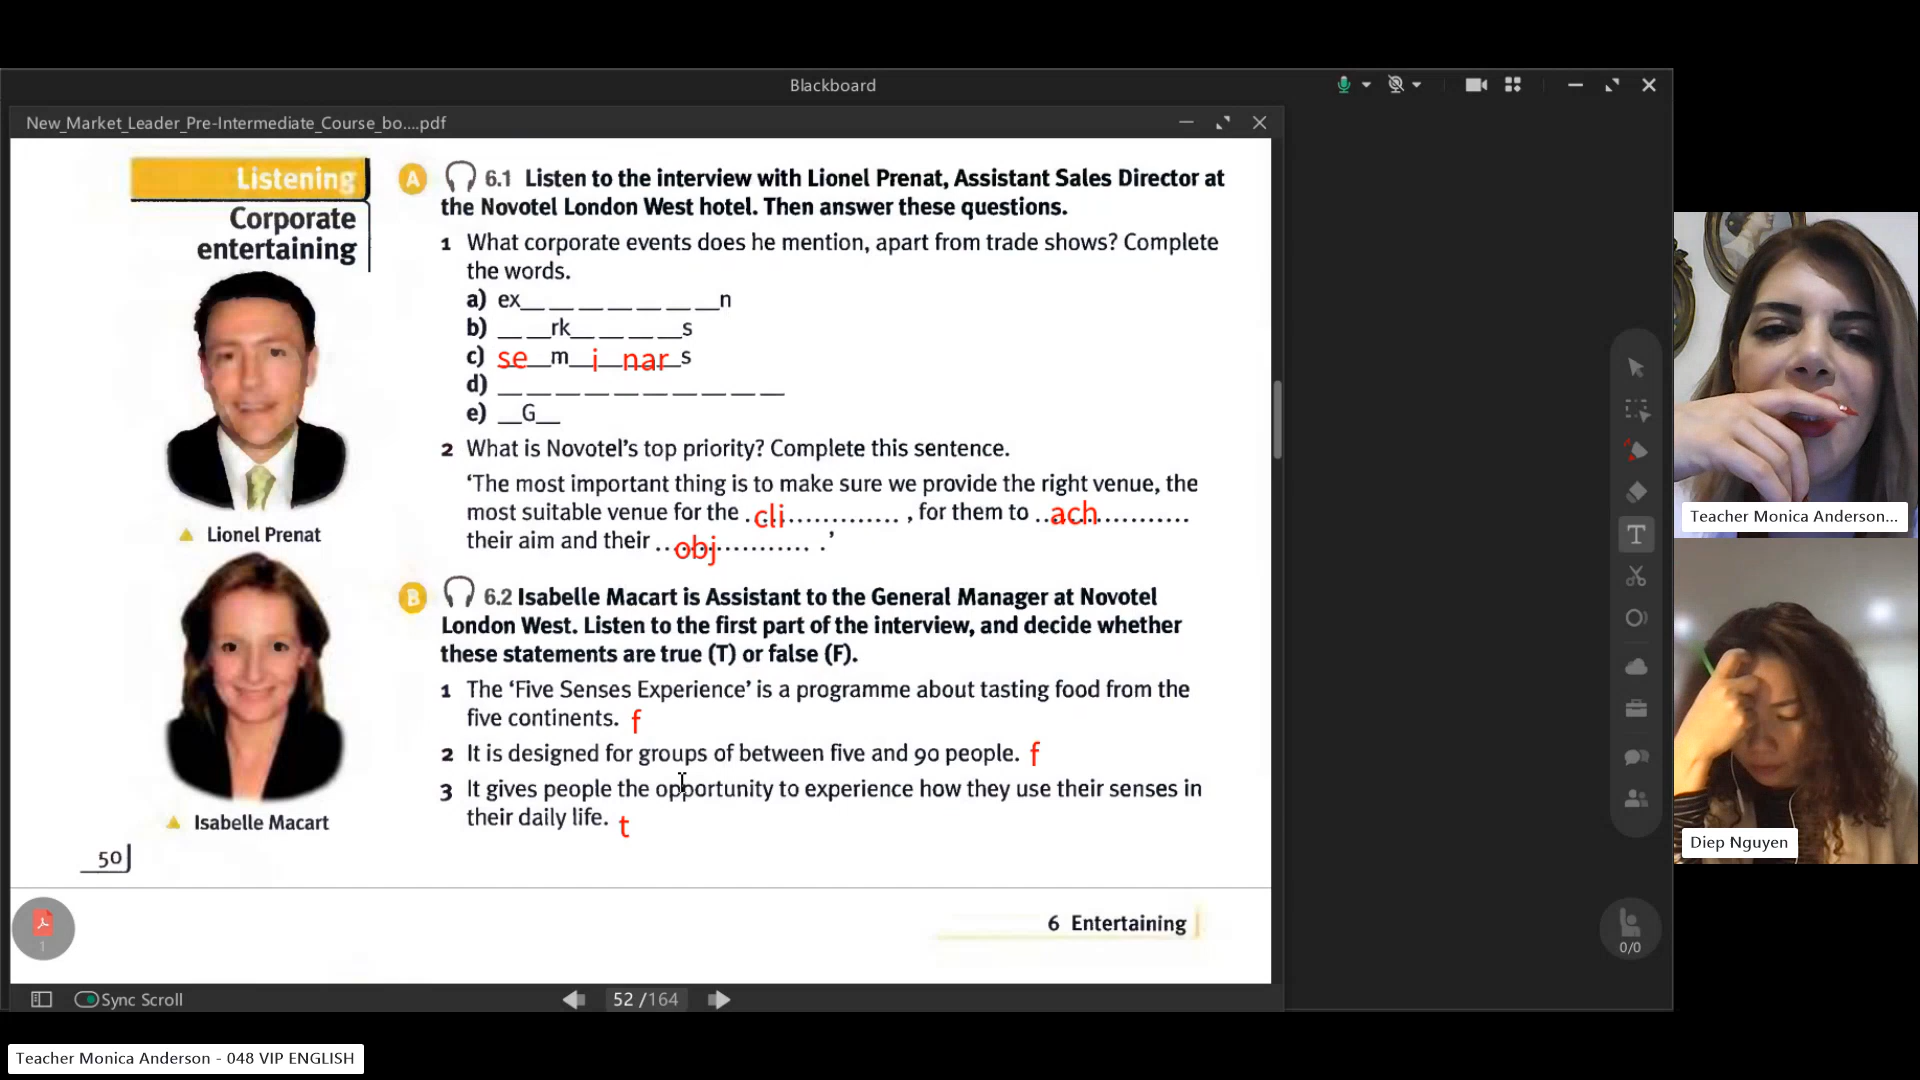 Blackboard
New_Market_Leader_Pre-Intermediate_Course_bo....pdf
Listening
Corporate
entertaining
Lionel Prenat
Isabelle Macart
50
A 6.1 Listen to the interview with Lionel Prenat, Assistant Sales Director at
the Novotel London West hotel. Then answer these questions.
1 What corporate events does he mention, apart from trade shows? Complete
the words.
a) ex__ __ __ __ __ __ __n
b) __ __rk__ __ __ __s
c) se__m__i__nar__s
d) __ __ __ __ __ __ __ __ __ __
e) __G__
2 What is Novotel's top priority? Complete this sentence.
'The most important thing is to make sure we provide the right venue, the
most suitable venue for the ..cli............... , for them to ..ach...............
their aim and their ..obj............... .'
B 6.2 Isabelle Macart is Assistant to the General Manager at Novotel
London West. Listen to the first part of the interview, and decide whether
these statements are true (T) or false (F).
1 The 'Five Senses Experience' is a programme about tasting food from the
five continents. f
2 It is designed for groups of between five and 90 people. f
3 It gives people the opportunity to experience how they use their senses in
their daily life. t
6 Entertaining
1
Sync Scroll
52 /164
0/0
Teacher Monica Anderson...
Diep Nguyen
Teacher Monica Anderson - 048 VIP ENGLISH